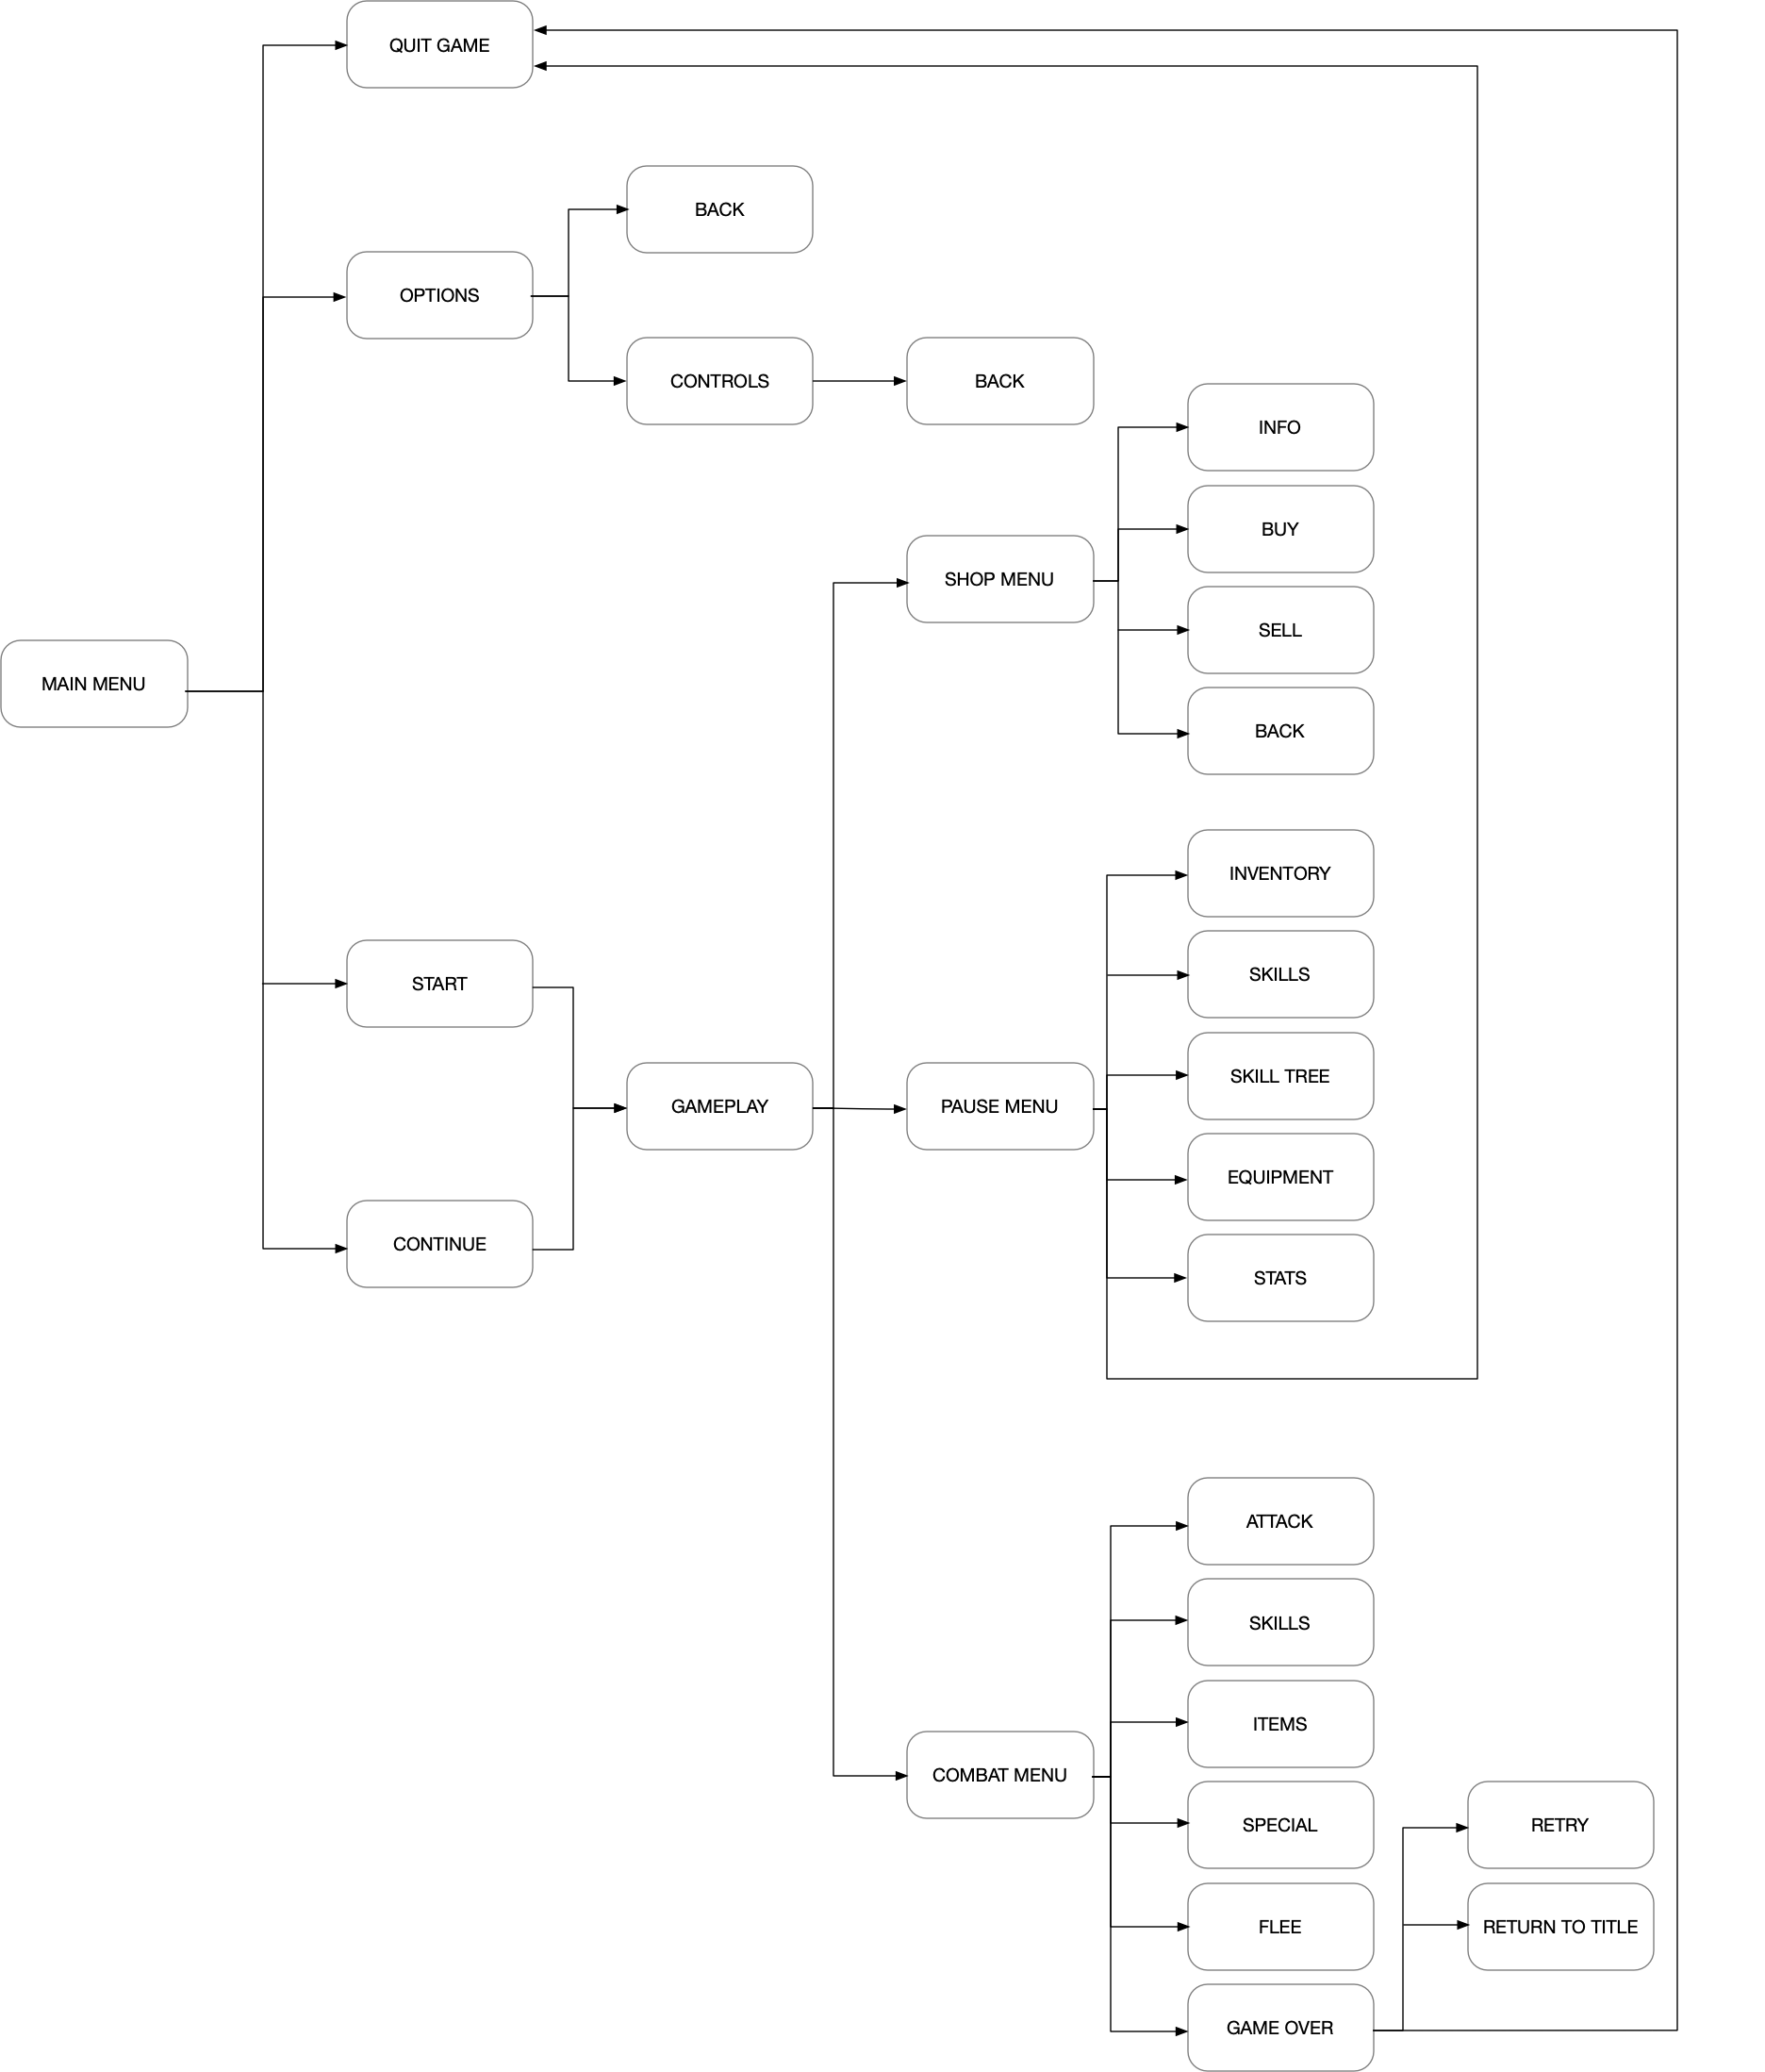 QUIT GAME
BACK
OPTIONS
CONTROLS
BACK
INFO
BUY
SHOP MENU
SELL
MAIN MENU
BACK
INVENTORY
SKILLS
START
SKILL TREE
GAMEPLAY
PAUSE MENU
EQUIPMENT
CONTINUE
STATS
ATTACK
SKILLS
ITEMS
COMBAT MENU
SPECIAL
RETRY
FLEE
RETURN TO TITLE
GAME OVER